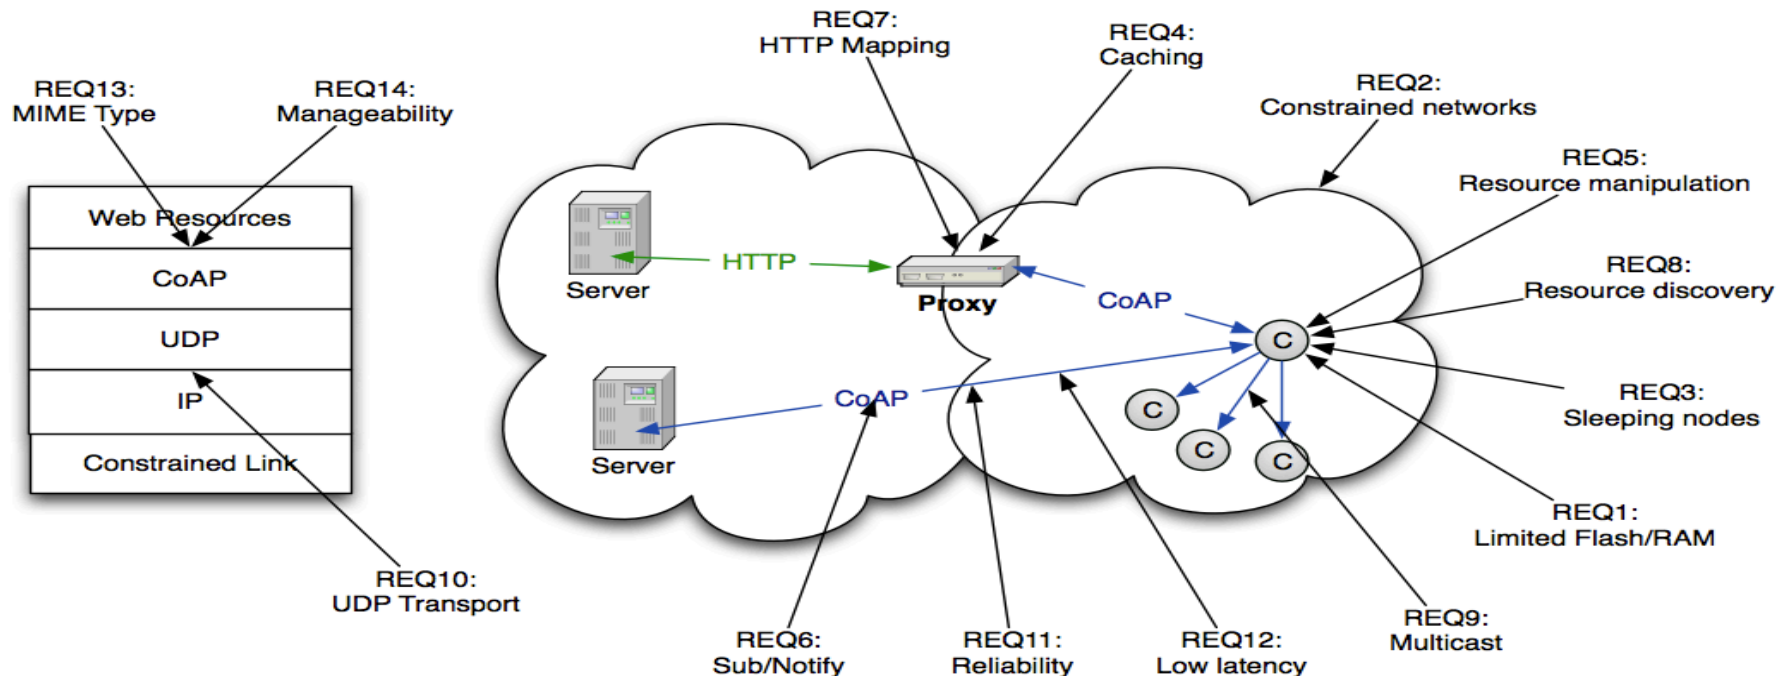 REQ7:
HTTP Mapping
REQ4:
Caching
REQ13:
MIME Type
REQ14:
Manageability
REQ2:
Constrained networks
REQ5:
Resource manipulation
Web Resources
CoAP
UDP
IP
Constrained Link
Server
HTTP
Proxy
CoAP
REQ8:
Resource discovery
C
CoAP
Server
C
C
C
REQ3:
Sleeping nodes
REQ1:
Limited Flash/RAM
REQ10:
UDP Transport
REQ6:
Sub/Notify
REQ11:
Reliability
REQ12:
Low latency
REQ9:
Multicast